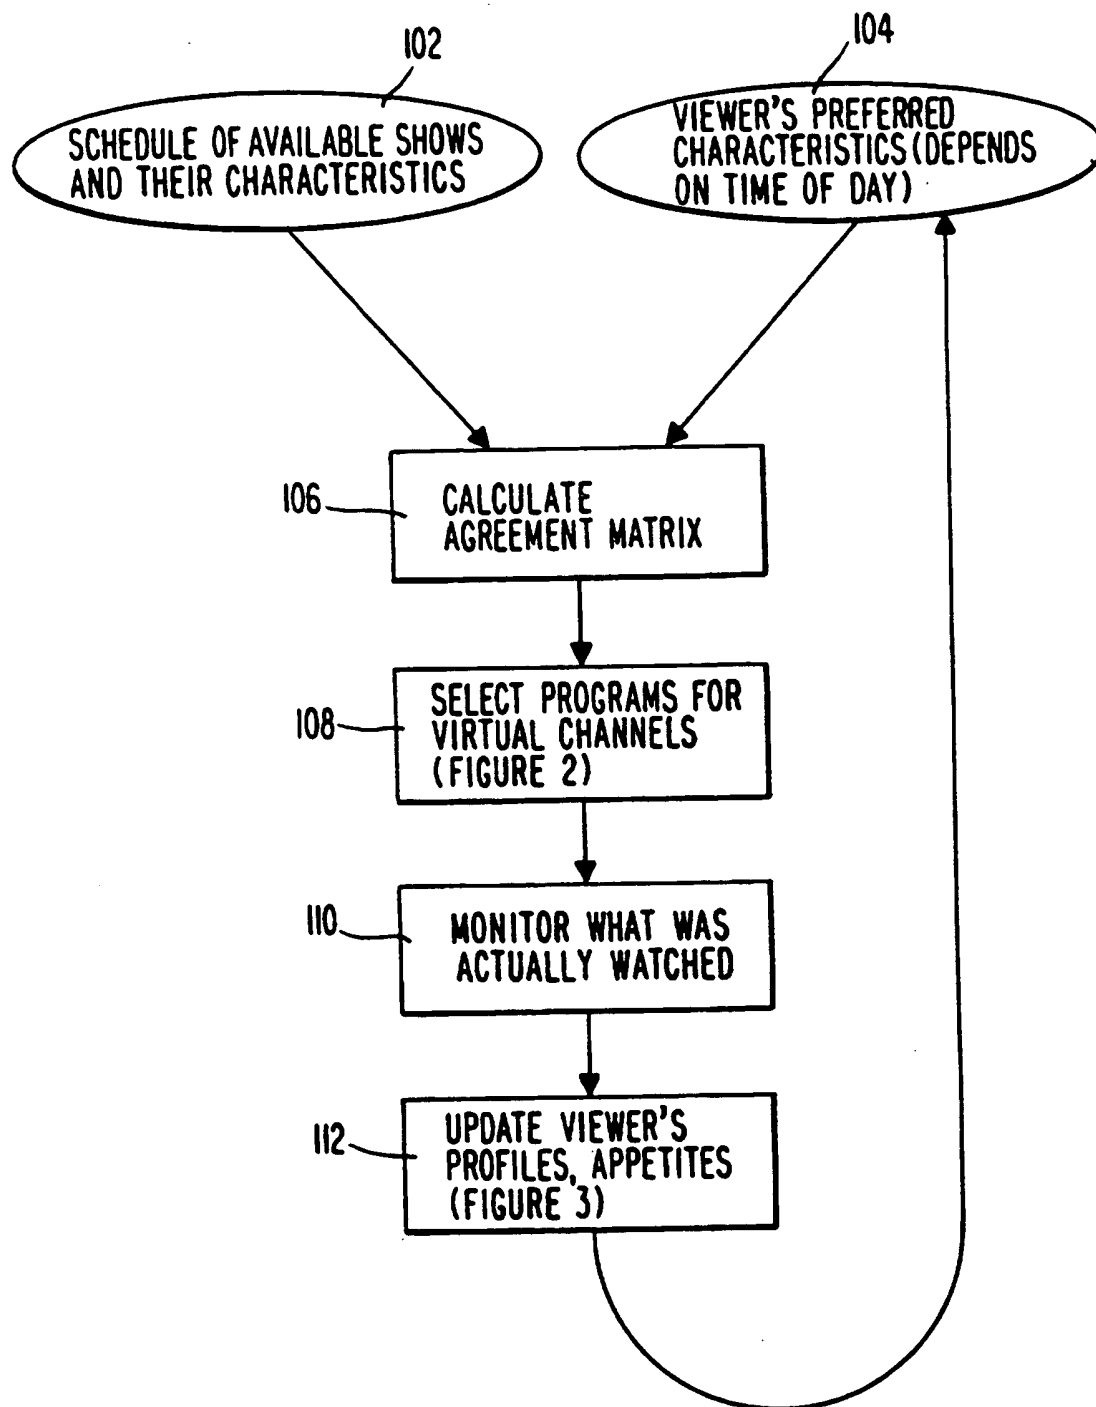 102
104
SCHEDULE OF AVAILABLE SHOWS
AND THEIR CHARACTERISTICS
VIEWER'S PREFERRED
CHARACTERISTICS (DEPENDS
ON TIME OF DAY)
106
CALCULATE
AGREEMENT MATRIX
108
SELECT PROGRAMS FOR
VIRTUAL CHANNELS
(FIGURE 2)
110
MONITOR WHAT WAS
ACTUALLY WATCHED
112
UPDATE VIEWER'S
PROFILES, APPETITES
(FIGURE 3)